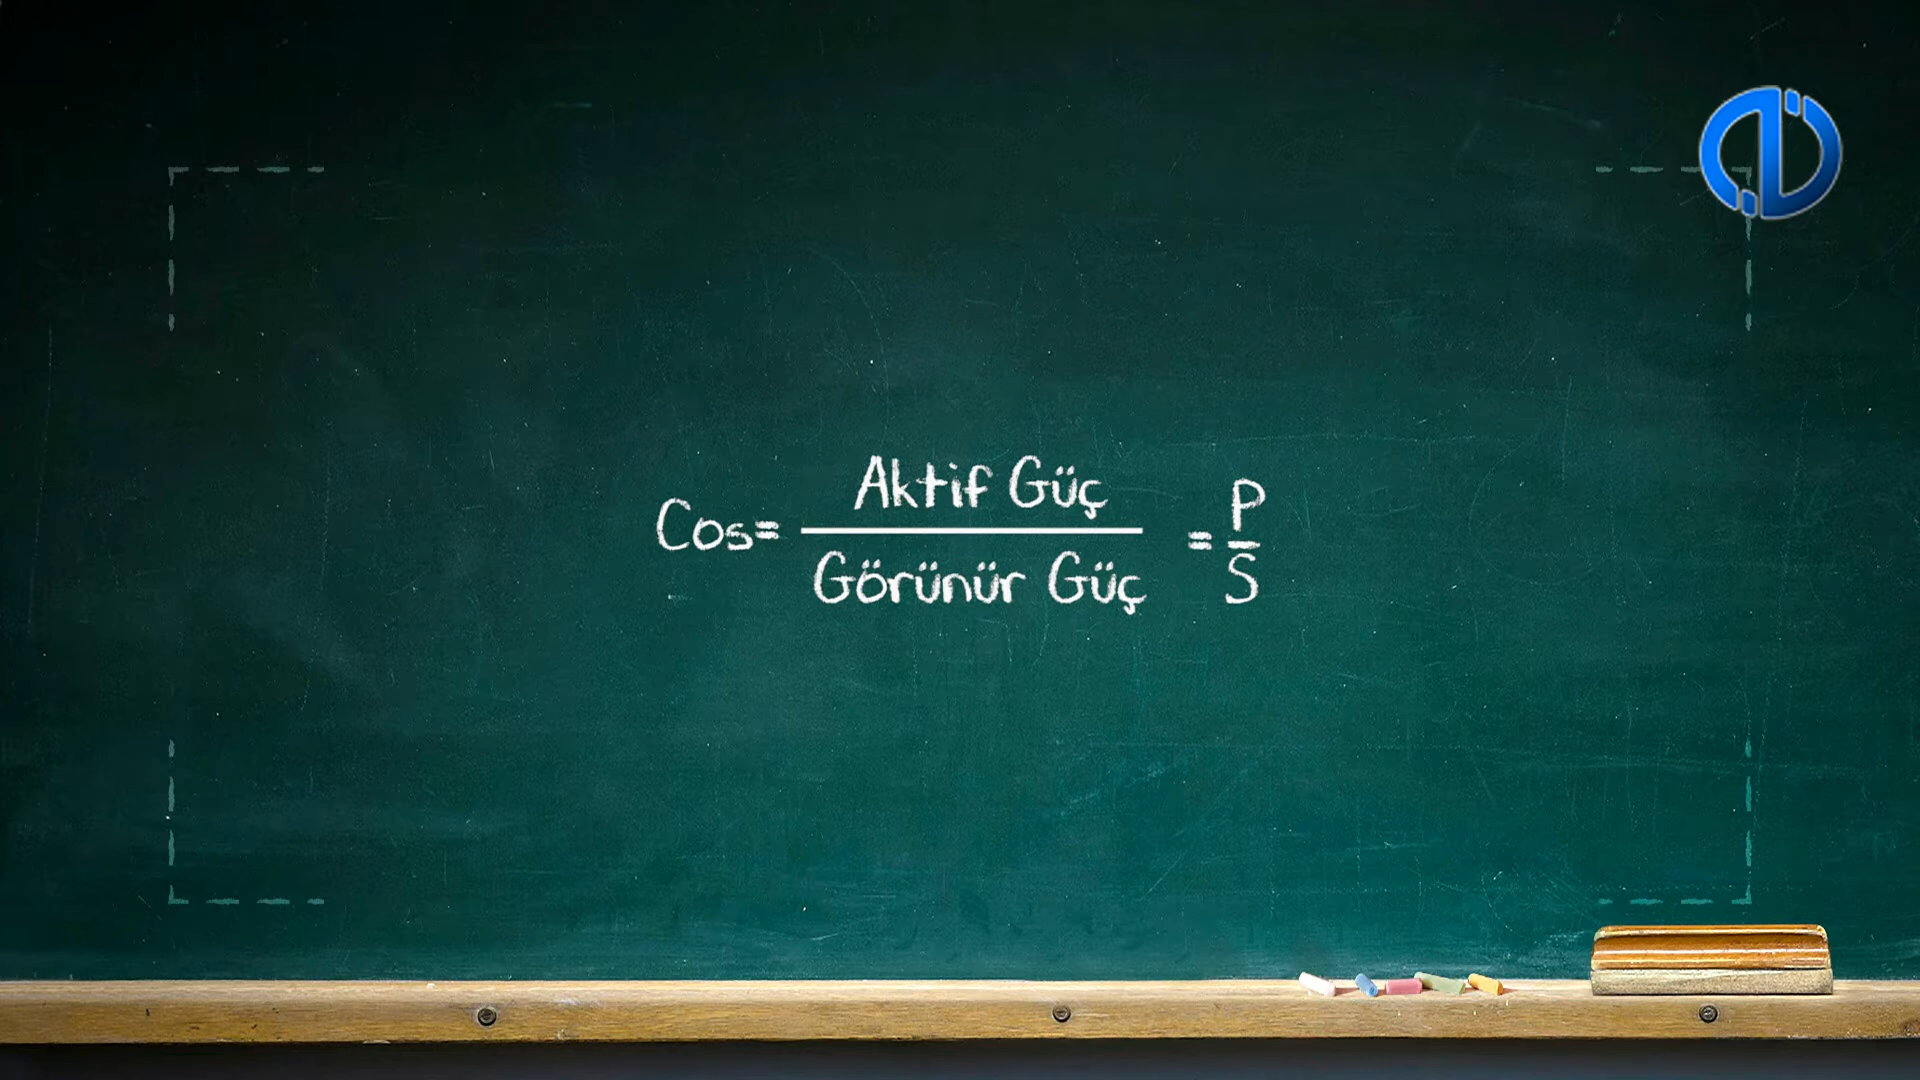 Cos= Aktif Güç / Görünür Güç = P / S